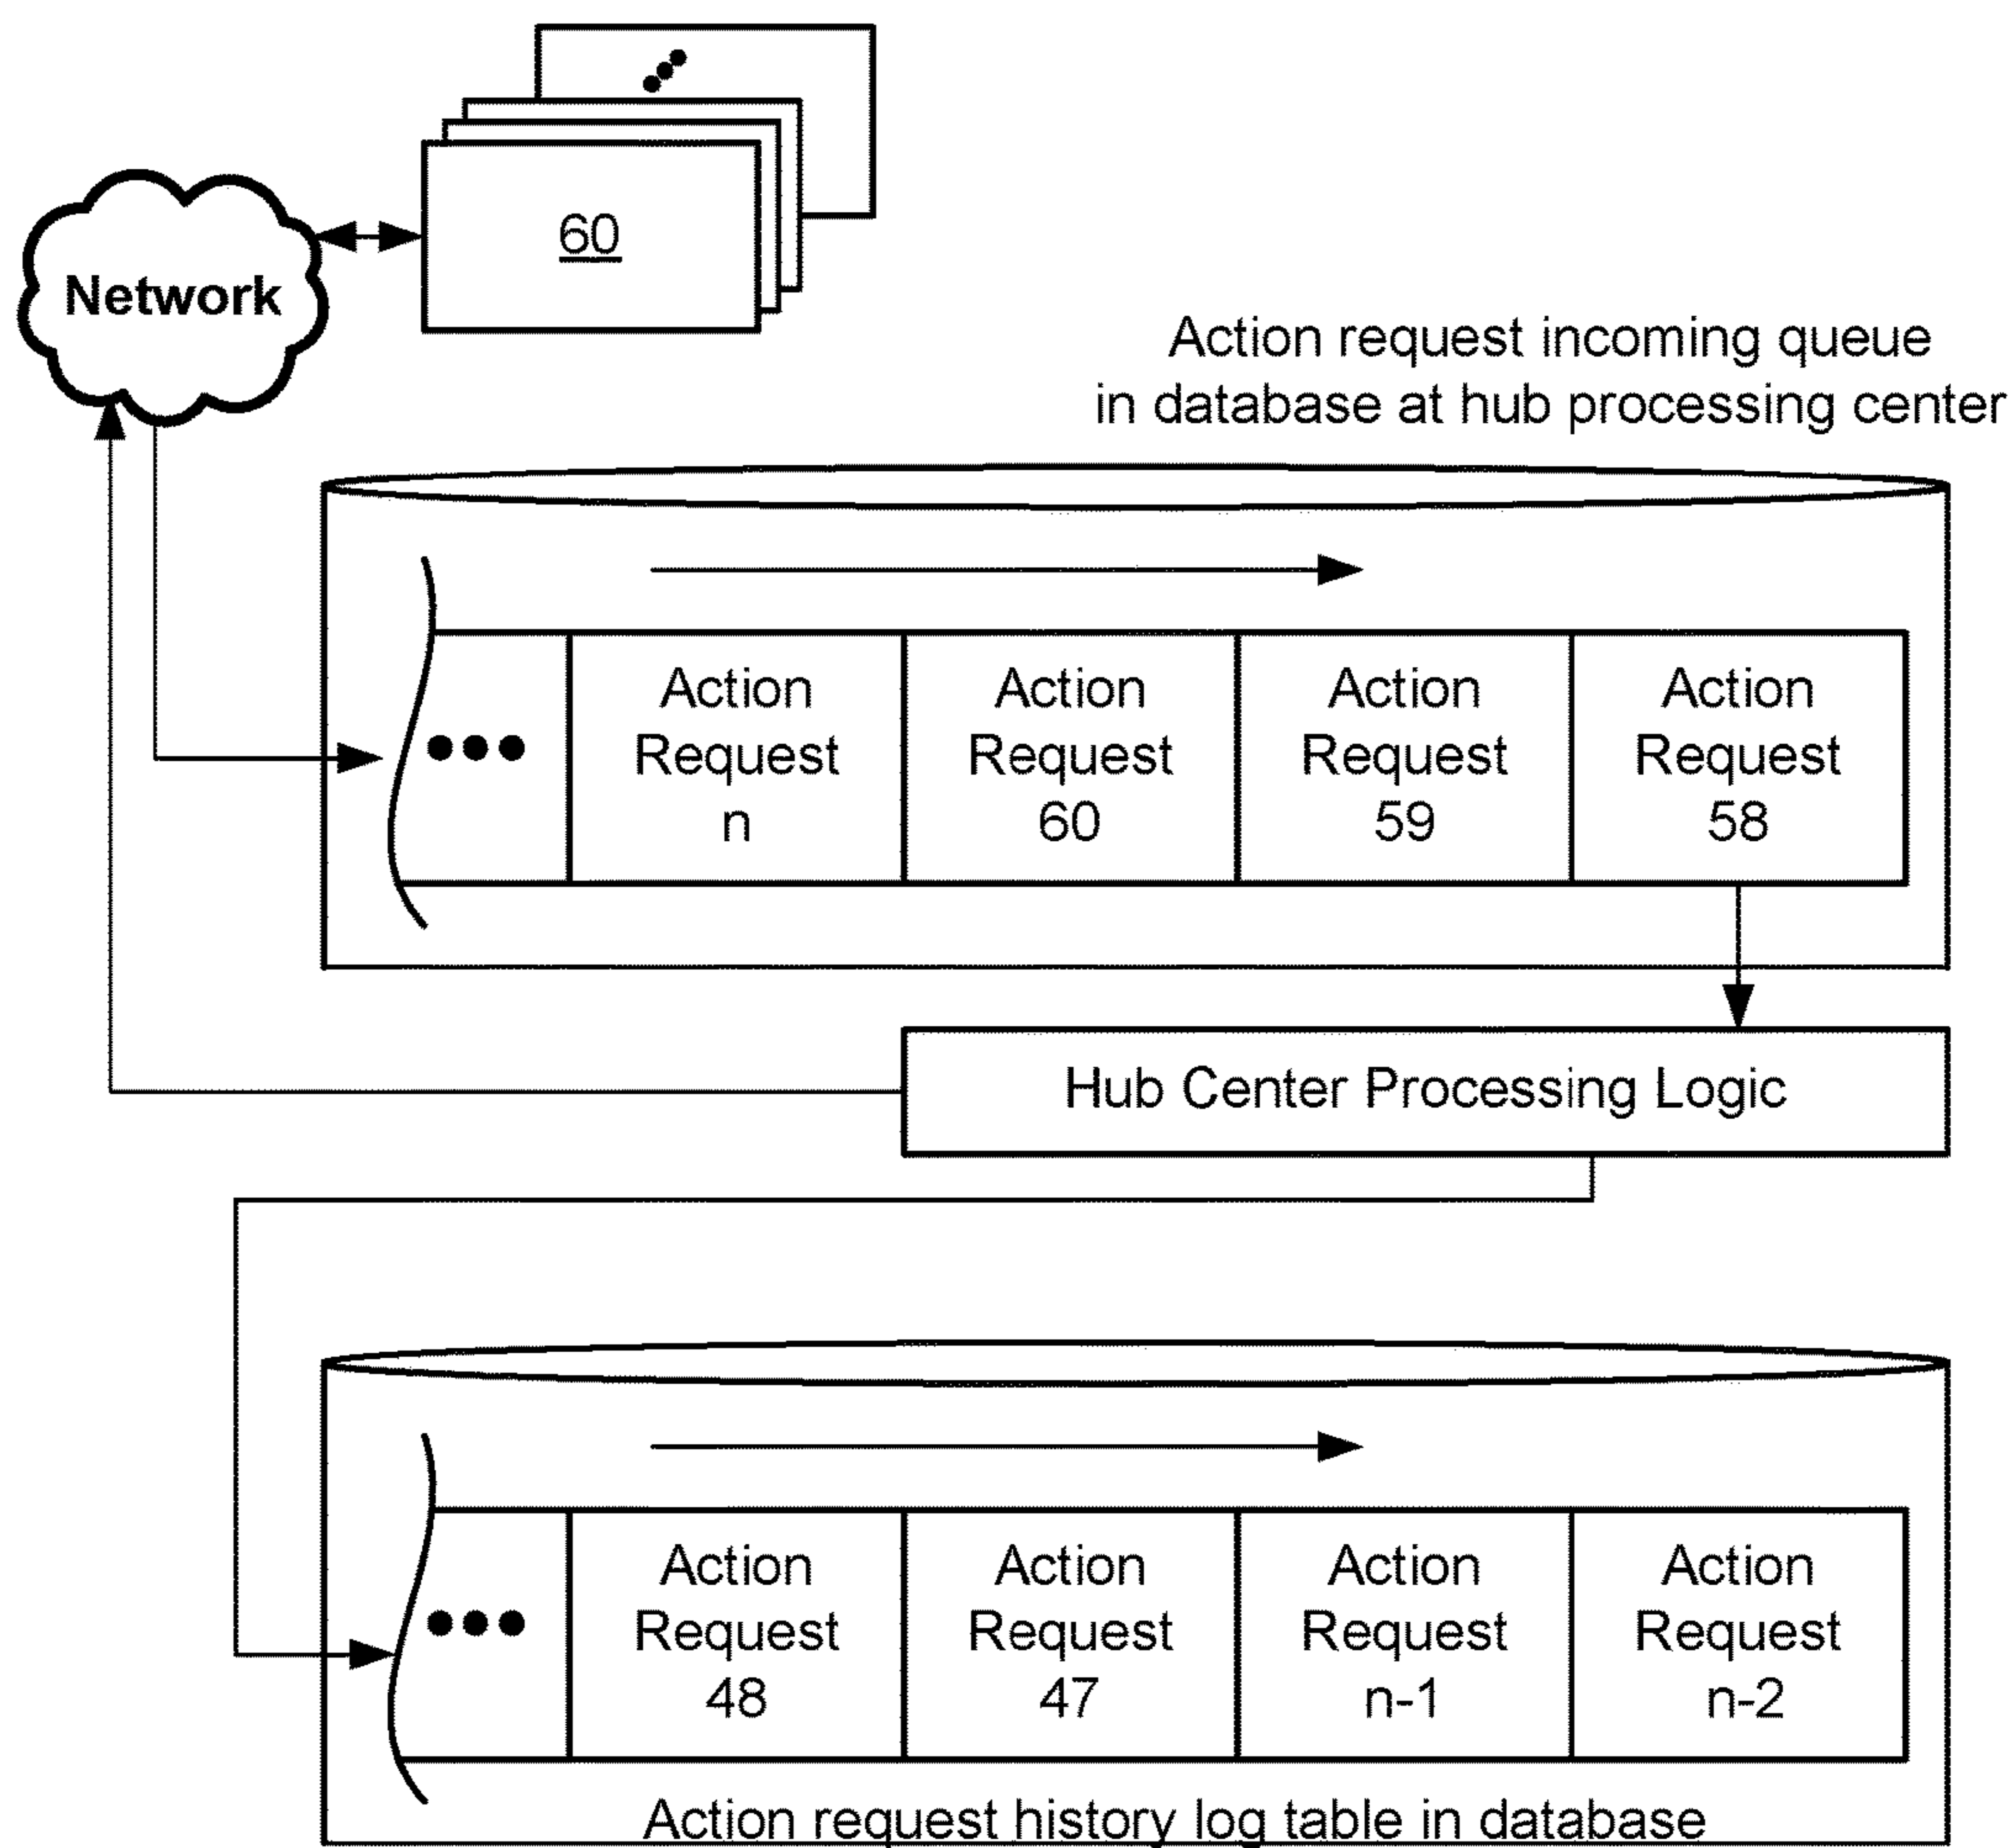 60
Network
Action request incoming queue
in database at hub processing center
Action
Request
n
Action
Request
60
Action
Request
59
Action
Request
58
Hub Center Processing Logic
Action
Request
48
Action
Request
47
Action
Request
n-1
Action
Request
n-2
Action request history log table in database